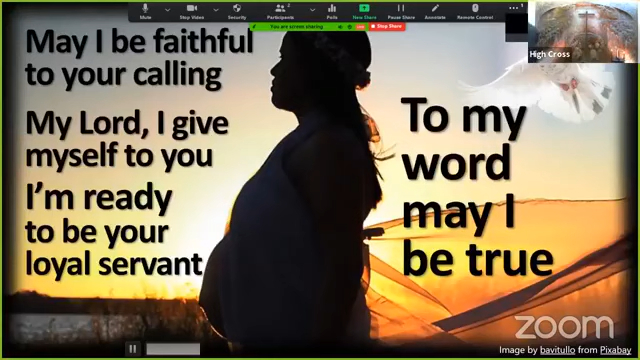 Mute
Stop Video
Security
Participants
2
Polls
New Share
Pause Share
Annotate
Remote Control
More
You are screen sharing
Stop Share
High Cross
May I be faithful
to your calling
My Lord, I give
myself to you
I'm ready
to be your
loyal servant
To my
word
may I
be true
zoom
Image by bavitullo from Pixabay